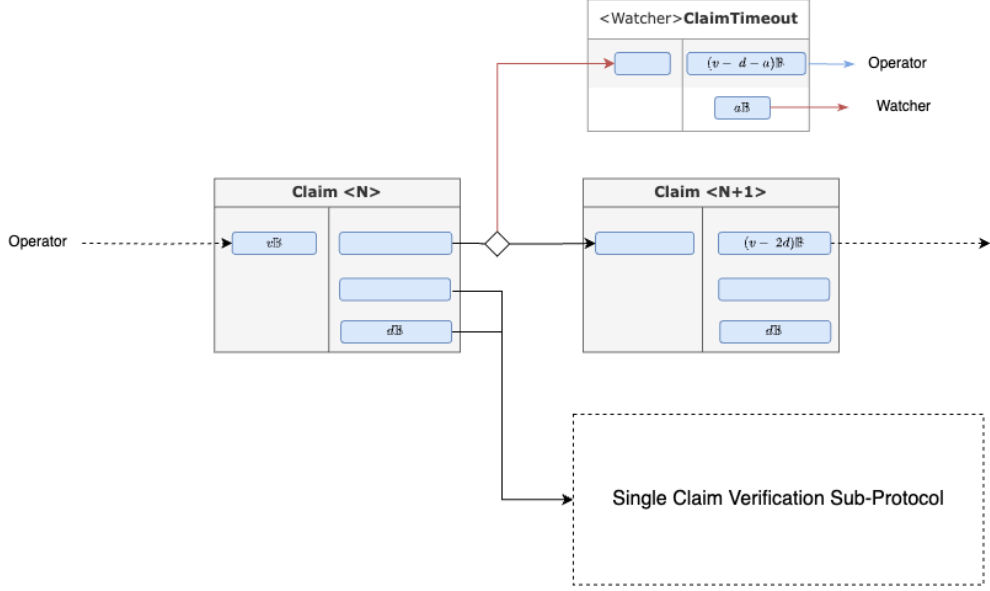 <Watcher>ClaimTimeout
(v − d − a)𝔹
Operator
a𝔹
Watcher
Claim <N>
Claim <N+1>
Operator
v𝔹
(v − 2d)𝔹
d𝔹
d𝔹
Single Claim Verification Sub-Protocol